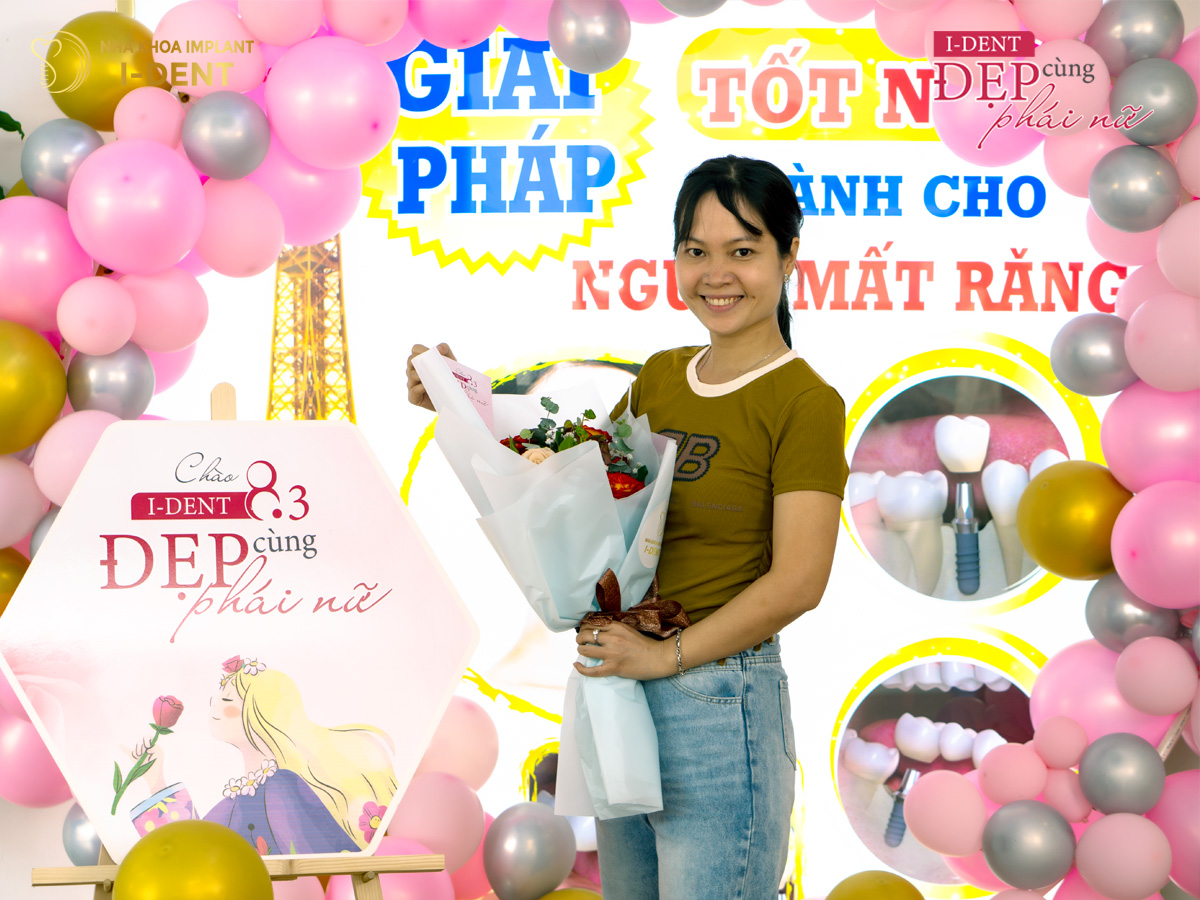 NHA KHOA IMPLANT
I-DENT
GIẢI
PHÁP
TỐT
ÀNH CHO
MẤT RĂNG
I-DENT
ĐẸP cùng
phái nữ
Chào
I-DENT 8.3
ĐẸP cùng
phái nữ